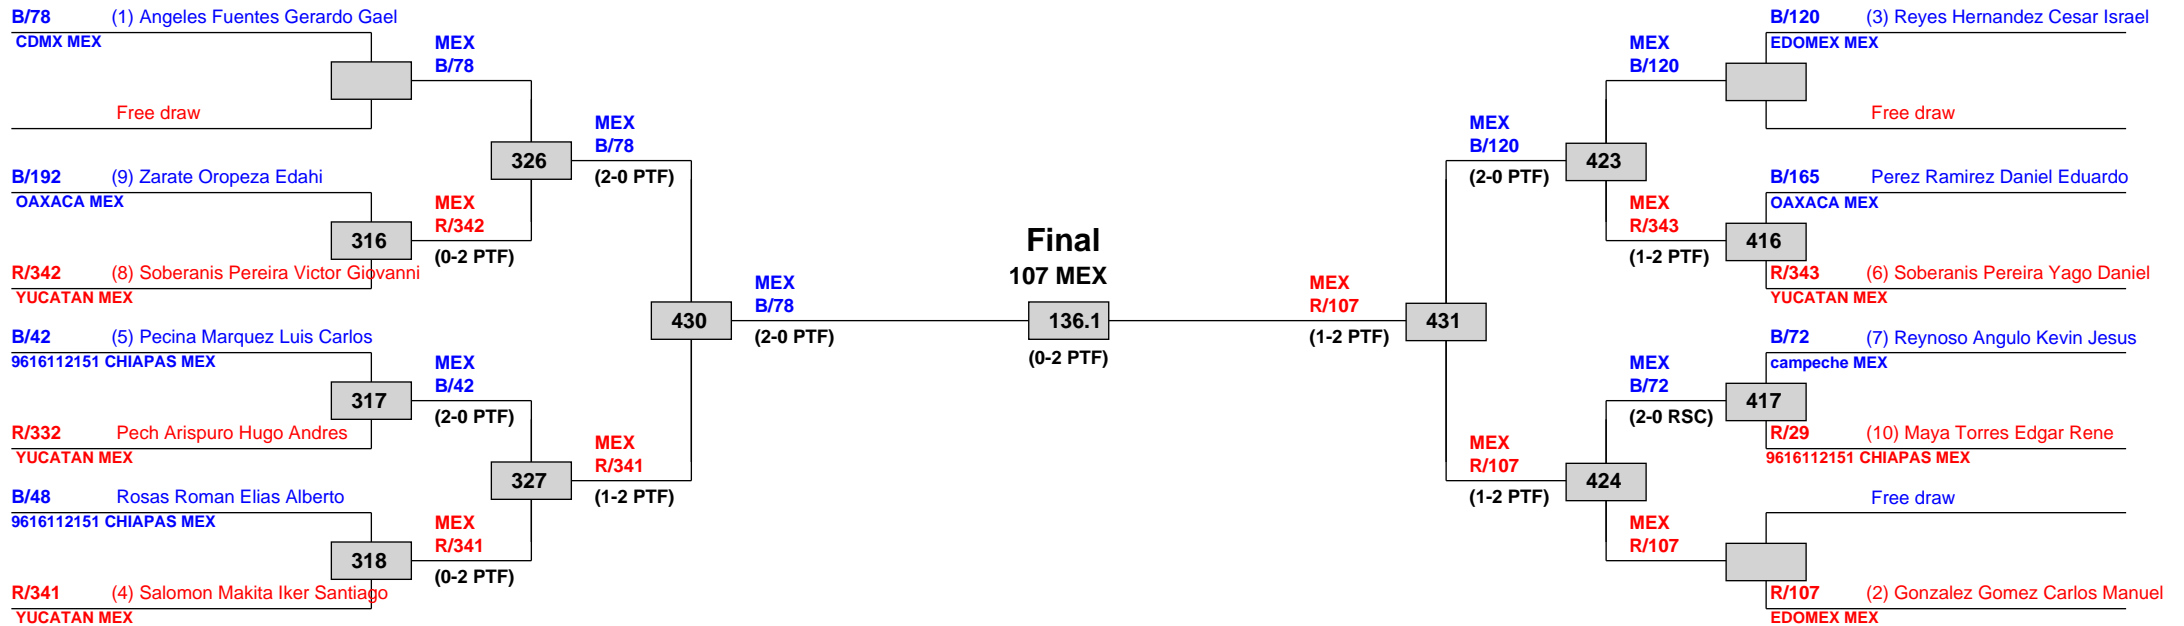 B/78 (1) Angeles Fuentes Gerardo Gael
CDMX MEX
Free draw
B/192 (9) Zarate Oropeza Edahi
OAXACA MEX
R/342 (8) Soberanis Pereira Victor Giovanni
YUCATAN MEX
B/42 (5) Pecina Marquez Luis Carlos
9616112151 CHIAPAS MEX
R/332 Pech Arispuro Hugo Andres
YUCATAN MEX
B/48 Rosas Roman Elias Alberto
9616112151 CHIAPAS MEX
R/341 (4) Salomon Makita Iker Santiago
YUCATAN MEX
316
317
318
MEX
B/78
MEX
R/342
(0-2 PTF)
MEX
B/42
(2-0 PTF)
MEX
R/341
(0-2 PTF)
326
327
MEX
B/78
(2-0 PTF)
MEX
R/341
(1-2 PTF)
430
MEX
B/78
(2-0 PTF)
Final
107 MEX
136.1
(0-2 PTF)
MEX
R/107
(1-2 PTF)
431
MEX
B/120
(2-0 PTF)
MEX
R/107
(1-2 PTF)
423
424
MEX
B/120
MEX
R/343
(1-2 PTF)
MEX
B/72
(2-0 RSC)
MEX
R/107
416
417
B/120 (3) Reyes Hernandez Cesar Israel
EDOMEX MEX
Free draw
B/165 Perez Ramirez Daniel Eduardo
OAXACA MEX
R/343 (6) Soberanis Pereira Yago Daniel
YUCATAN MEX
B/72 (7) Reynoso Angulo Kevin Jesus
campeche MEX
R/29 (10) Maya Torres Edgar Rene
9616112151 CHIAPAS MEX
Free draw
R/107 (2) Gonzalez Gomez Carlos Manuel
EDOMEX MEX